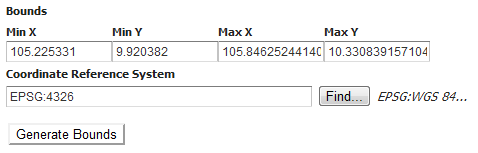 Bounds
Min X Min Y Max X Max Y
105.225331 9.920382 105.84625244140 10.330839157104
Coordinate Reference System
EPSG:4326 Find... EPSG:WGS 84...
Generate Bounds